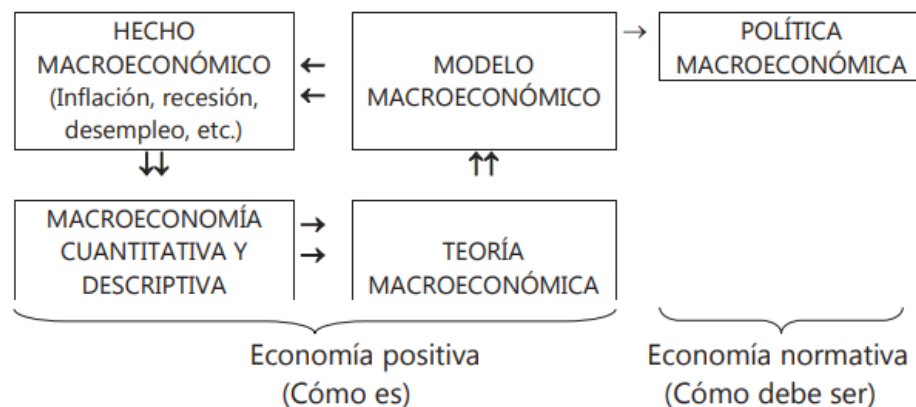 HECHO
MACROECONÓMICO
(Inflación, recesión,
desempleo, etc.)
←
←
MODELO
MACROECONÓMICO
→
POLÍTICA
MACROECONÓMICA
↓↓
↑↑
MACROECONOMÍA
CUANTITATIVA Y
DESCRIPTIVA
→
→
TEORÍA
MACROECONÓMICA
Economía positiva
(Cómo es)
Economía normativa
(Cómo debe ser)